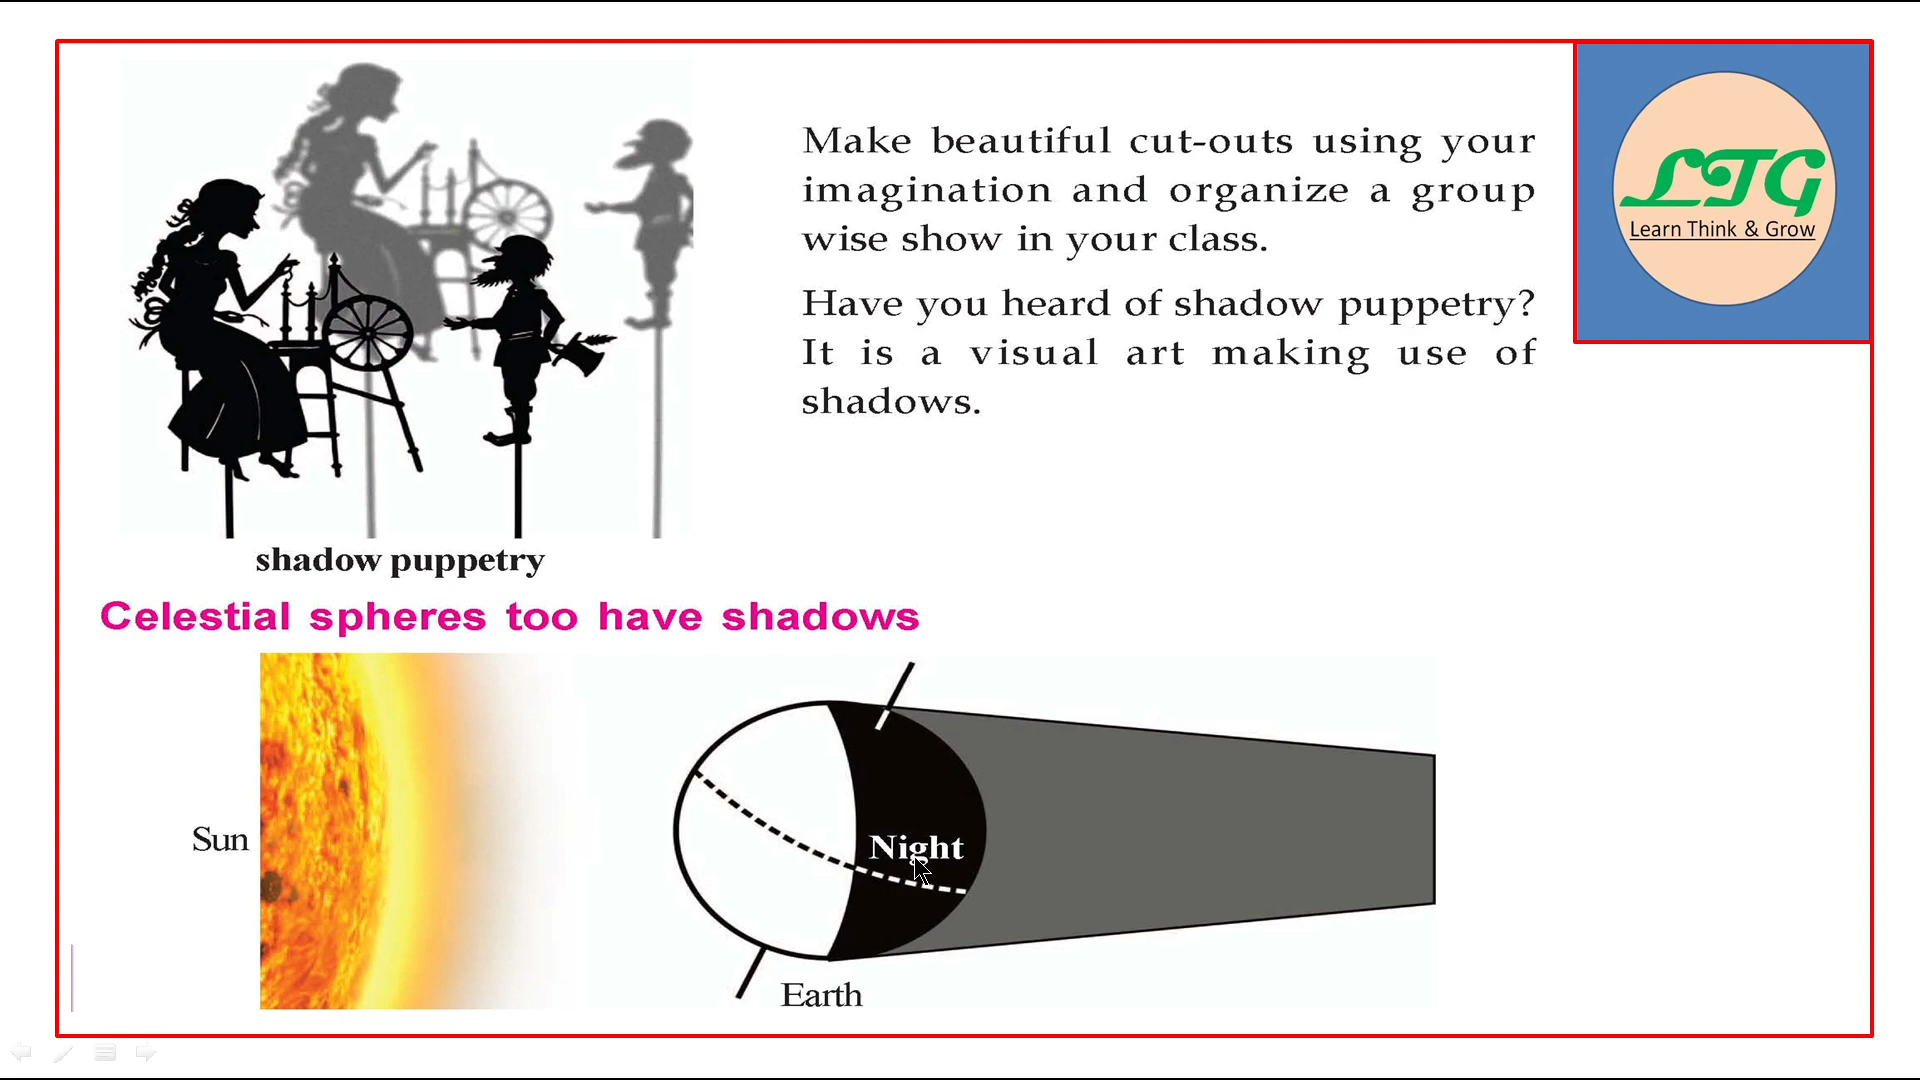 Make beautiful cut-outs using your
imagination and organize a group
wise show in your class.
Have you heard of shadow puppetry?
It is a visual art making use of
shadows.
LTG
Learn Think & Grow
shadow puppetry
Celestial spheres too have shadows
Sun
Night
Earth